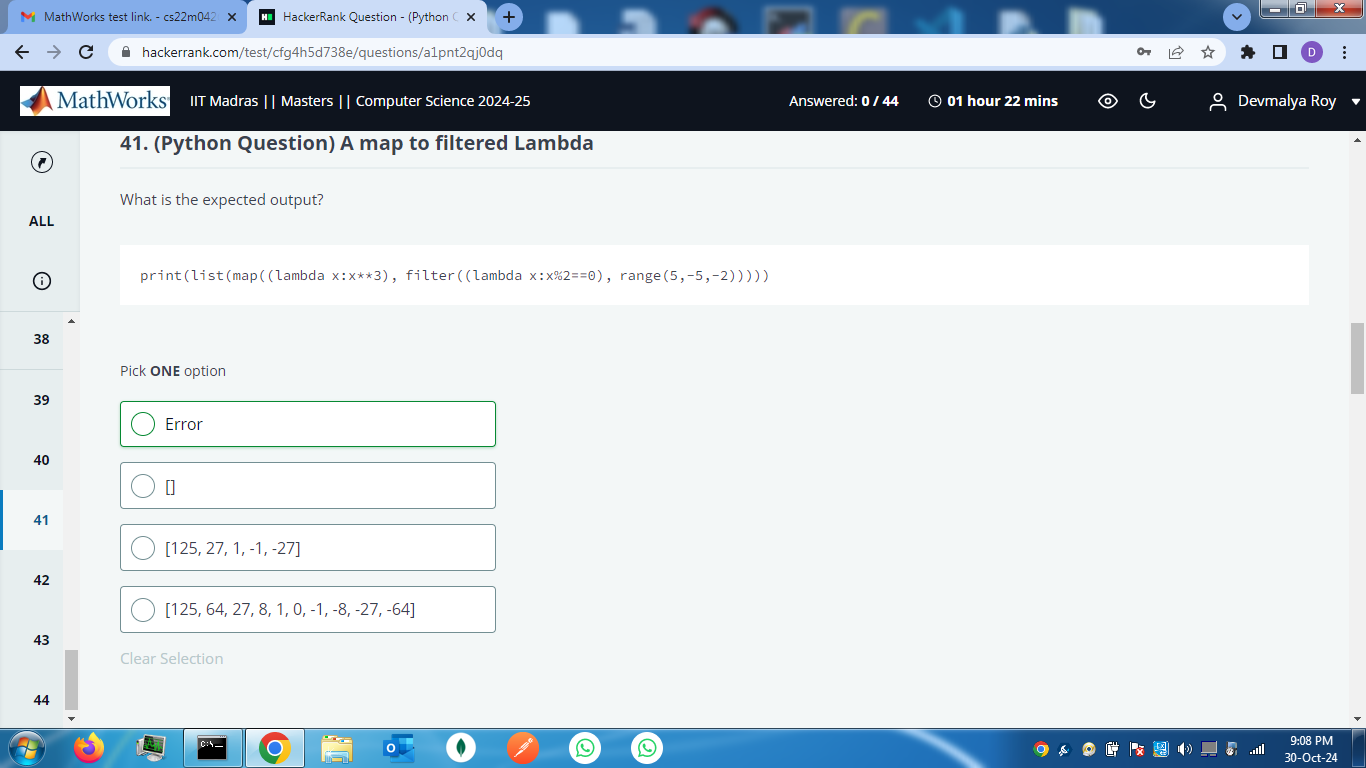 MathWorks test link. - cs22m042
HackerRank Question - (Python C
hackerrank.com/test/cfg4h5d738e/questions/a1pnt2qj0dq
D
MathWorks
IIT Madras || Masters || Computer Science 2024-25
Answered: 0 / 44
01 hour 22 mins
Devmalya Roy
ALL
38
39
40
41
42
43
44
41. (Python Question) A map to filtered Lambda
What is the expected output?
print(list(map((lambda x:x**3), filter((lambda x:x%2==0), range(5,-5,-2)))))
Pick ONE option
Error
[]
[125, 27, 1, -1, -27]
[125, 64, 27, 8, 1, 0, -1, -8, -27, -64]
Clear Selection
9:08 PM
30-Oct-24